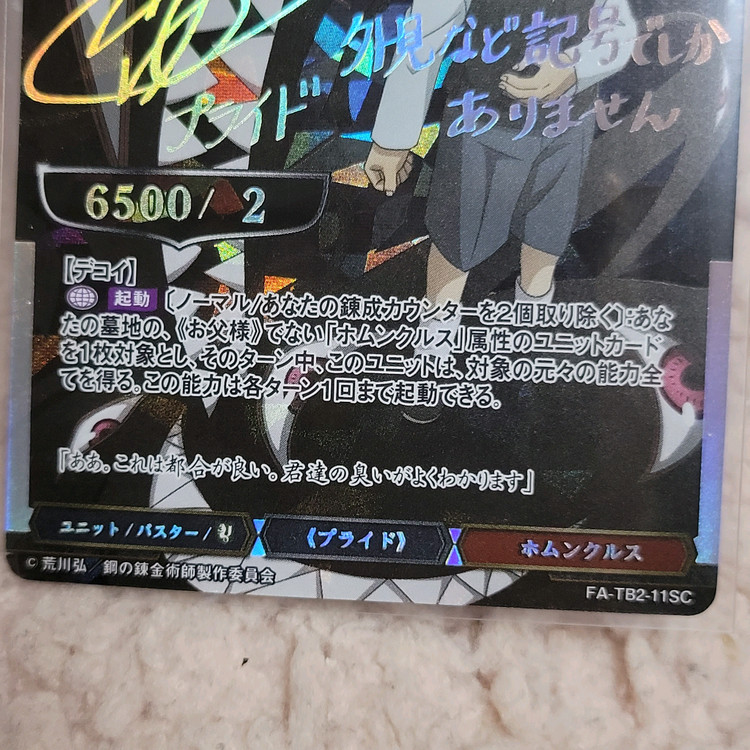 外見など記号でしか
プライド ありません
6500/ 2
【デコイ】
起動 〔ノーマル/あなたの錬成カウンターを2個取り除く〕:あな
たの墓地の、《お父様》でない「ホムンクルス」属性のユニットカード
を1枚対象とし、そのターン中、このユニットは、対象の元々の能力全
てを得る。この能力は各ターン1回まで起動できる。
「ああ。これは都合が良い。君達の臭いがよくわかります」
ユニット/バスター/ 《プライド》 ホムンクルス
© 荒川弘/鋼の錬金術師製作委員会
FA-TB2-11SC